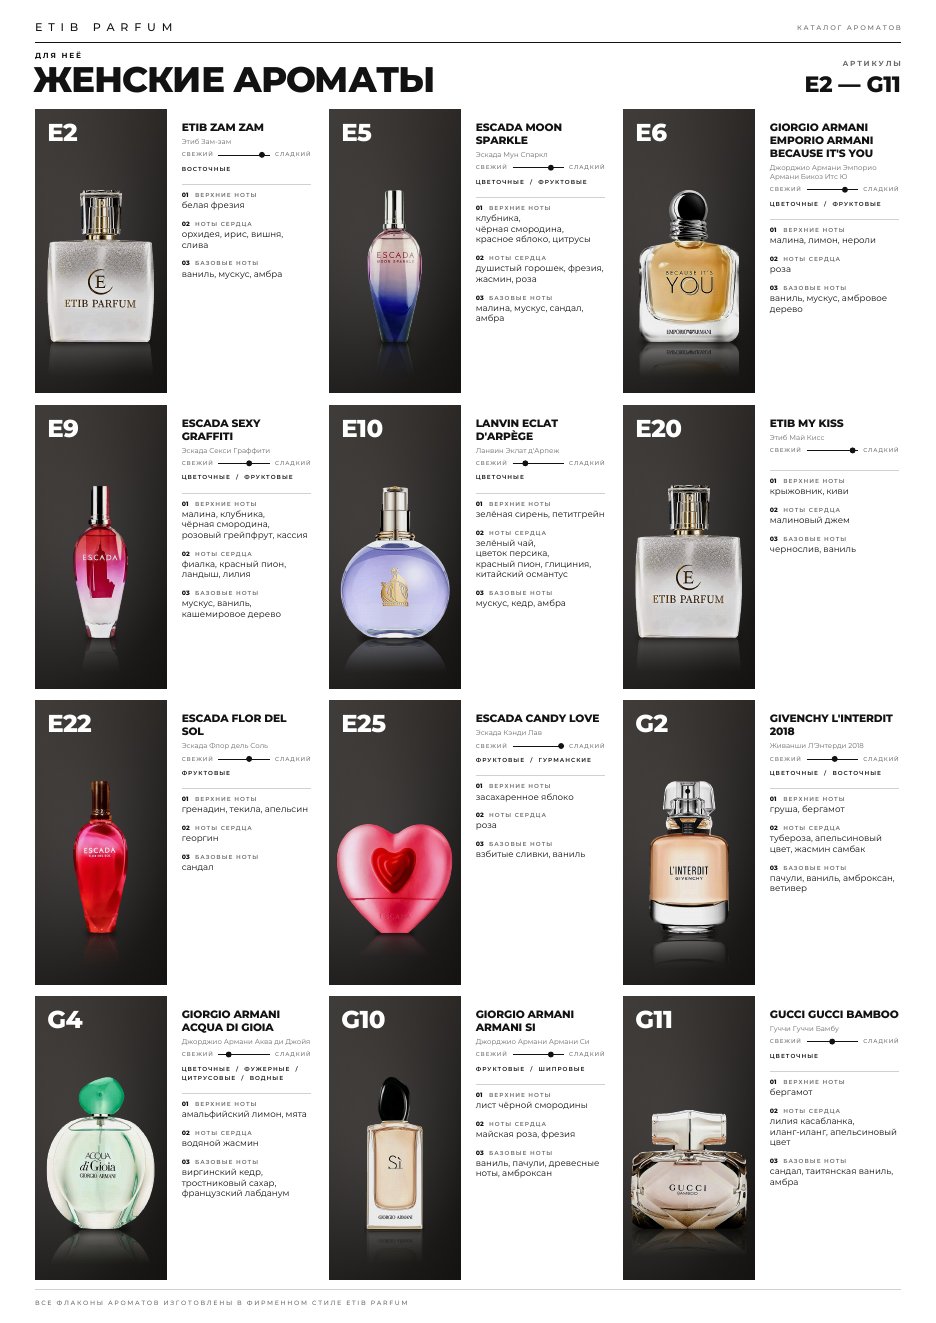 ETIB PARFUM
КАТАЛОГ АРОМАТОВ
ДЛЯ НЕЁ
ЖЕНСКИЕ АРОМАТЫ
АРТИКУЛЫ
E2 — G11
E2
ETIB PARFUM
ETIB ZAM ZAM
Этиб Зам-зам
СВЕЖИЙ СЛАДКИЙ
ВОСТОЧНЫЕ
01 ВЕРХНИЕ НОТЫ
белая фрезия
02 НОТЫ СЕРДЦА
орхидея, ирис, вишня,
слива
03 БАЗОВЫЕ НОТЫ
ваниль, мускус, амбра
E5
ESCADA
MOON SPARKLE
ESCADA MOON
SPARKLE
Эскада Мун Спаркл
СВЕЖИЙ СЛАДКИЙ
ЦВЕТОЧНЫЕ / ФРУКТОВЫЕ
01 ВЕРХНИЕ НОТЫ
клубника,
чёрная смородина,
красное яблоко, цитрусы
02 НОТЫ СЕРДЦА
душистый горошек, фрезия,
жасмин, роза
03 БАЗОВЫЕ НОТЫ
малина, мускус, сандал,
амбра
E6
BECAUSE IT'S
YOU
EMPORIO ARMANI
GIORGIO ARMANI
EMPORIO ARMANI
BECAUSE IT'S YOU
Джорджио Армани Эмпорио
Армани Бикоз Итс Ю
СВЕЖИЙ СЛАДКИЙ
ЦВЕТОЧНЫЕ / ФРУКТОВЫЕ
01 ВЕРХНИЕ НОТЫ
малина, лимон, нероли
02 НОТЫ СЕРДЦА
роза
03 БАЗОВЫЕ НОТЫ
ваниль, мускус, амбровое
дерево
E9
ESCADA
ESCADA SEXY
GRAFFITI
Эскада Секси Граффити
СВЕЖИЙ СЛАДКИЙ
ЦВЕТОЧНЫЕ / ФРУКТОВЫЕ
01 ВЕРХНИЕ НОТЫ
малина, клубника,
чёрная смородина,
розовый грейпфрут, кассия
02 НОТЫ СЕРДЦА
фиалка, красный пион,
ландыш, лилия
03 БАЗОВЫЕ НОТЫ
мускус, ваниль,
кашемировое дерево
E10
LANVIN ECLAT
D'ARPÈGE
Ланвин Эклат д'Арпеж
СВЕЖИЙ СЛАДКИЙ
ЦВЕТОЧНЫЕ
01 ВЕРХНИЕ НОТЫ
зелёная сирень, петитгрейн
02 НОТЫ СЕРДЦА
зелёный чай,
цветок персика,
красный пион, глициния,
китайский османтус
03 БАЗОВЫЕ НОТЫ
мускус, кедр, амбра
E20
ETIB PARFUM
ETIB MY KISS
Этиб Май Кисс
СВЕЖИЙ СЛАДКИЙ
01 ВЕРХНИЕ НОТЫ
крыжовник, киви
02 НОТЫ СЕРДЦА
малиновый джем
03 БАЗОВЫЕ НОТЫ
чернослив, ваниль
E22
ESCADA
ESCADA FLOR DEL
SOL
Эскада Флор дель Соль
СВЕЖИЙ СЛАДКИЙ
ФРУКТОВЫЕ
01 ВЕРХНИЕ НОТЫ
гренадин, текила, апельсин
02 НОТЫ СЕРДЦА
георгин
03 БАЗОВЫЕ НОТЫ
сандал
E25
ESCADA
ESCADA CANDY LOVE
Эскада Кэнди Лав
СВЕЖИЙ СЛАДКИЙ
ФРУКТОВЫЕ / ГУРМАНСКИЕ
01 ВЕРХНИЕ НОТЫ
засахаренное яблоко
02 НОТЫ СЕРДЦА
роза
03 БАЗОВЫЕ НОТЫ
взбитые сливки, ваниль
G2
L'INTERDIT
GIVENCHY
GIVENCHY L'INTERDIT
2018
Живанши Л'Энтерди 2018
СВЕЖИЙ СЛАДКИЙ
ЦВЕТОЧНЫЕ / ВОСТОЧНЫЕ
01 ВЕРХНИЕ НОТЫ
груша, бергамот
02 НОТЫ СЕРДЦА
тубероза, апельсиновый
цвет, жасмин самбак
03 БАЗОВЫЕ НОТЫ
пачули, ваниль, амброксан,
ветивер
G4
ACQUA
di Gioia
GIORGIO ARMANI
GIORGIO ARMANI
ACQUA DI GIOIA
Джорджио Армани Аква ди Джойя
СВЕЖИЙ СЛАДКИЙ
ЦВЕТОЧНЫЕ / ФУЖЕРНЫЕ /
ЦИТРУСОВЫЕ / ВОДНЫЕ
01 ВЕРХНИЕ НОТЫ
амальфийский лимон, мята
02 НОТЫ СЕРДЦА
водяной жасмин
03 БАЗОВЫЕ НОТЫ
виргинский кедр,
тростниковый сахар,
французский лабданум
G10
Sì
GIORGIO ARMANI
GIORGIO ARMANI
ARMANI SI
Джорджио Армани Армани Си
СВЕЖИЙ СЛАДКИЙ
ФРУКТОВЫЕ / ШИПРОВЫЕ
01 ВЕРХНИЕ НОТЫ
лист чёрной смородины
02 НОТЫ СЕРДЦА
майская роза, фрезия
03 БАЗОВЫЕ НОТЫ
ваниль, пачули, древесные
ноты, амброксан
G11
GUCCI
BAMBOO
GUCCI GUCCI BAMBOO
Гуччи Гуччи Бамбу
СВЕЖИЙ СЛАДКИЙ
ЦВЕТОЧНЫЕ
01 ВЕРХНИЕ НОТЫ
бергамот
02 НОТЫ СЕРДЦА
лилия касабланка,
иланг-иланг, апельсиновый
цвет
03 БАЗОВЫЕ НОТЫ
сандал, таитянская ваниль,
амбра
ВСЕ ФЛАКОНЫ АРОМАТОВ ИЗГОТОВЛЕНЫ В ФИРМЕННОМ СТИЛЕ ETIB PARFUM